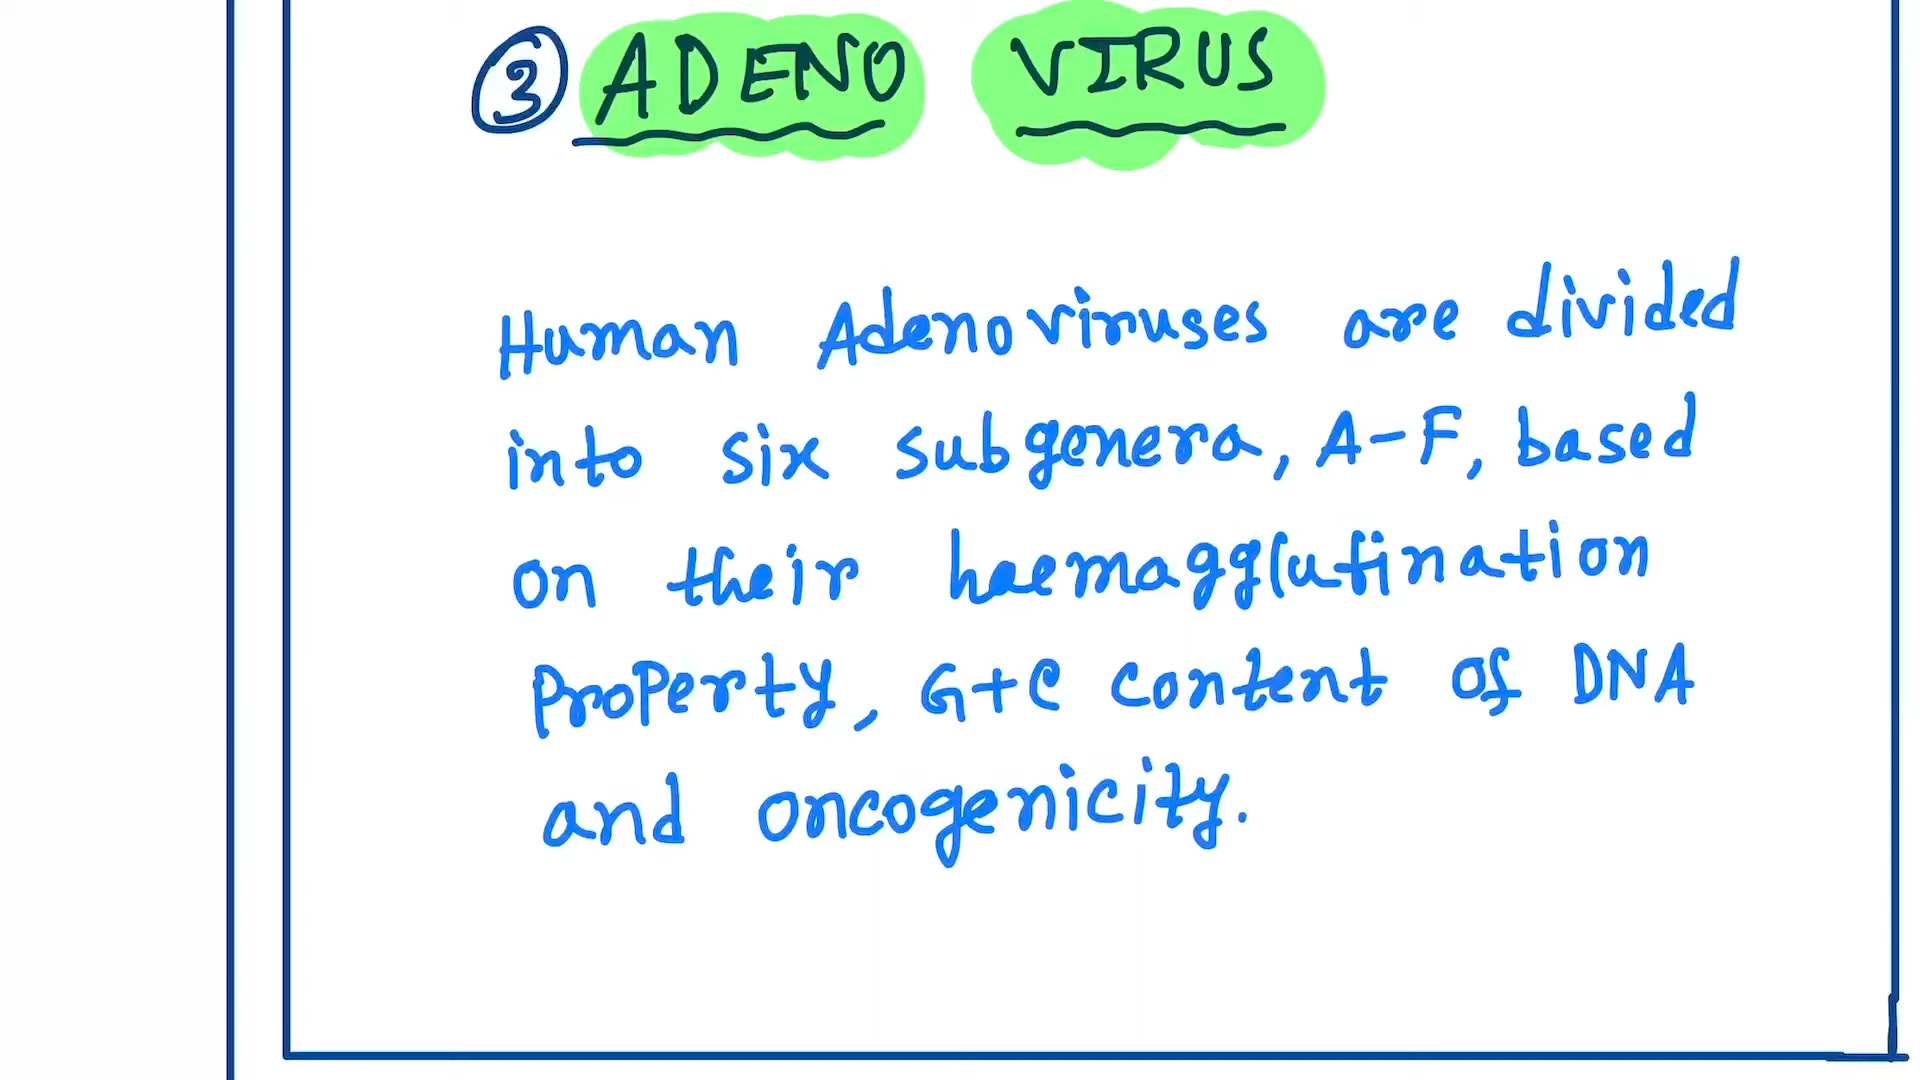 3 ADENO VIRUS
Human Adenoviruses are divided
into six subgenera, A-F, based
on their haemagglutination
Property, G+C content of DNA
and oncogenicity.